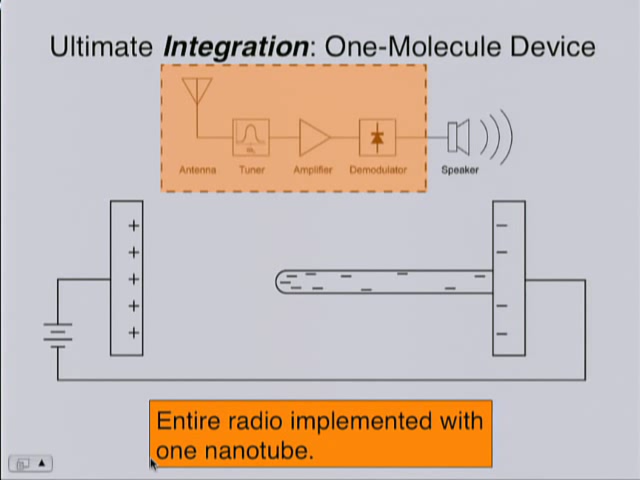 Ultimate Integration: One-Molecule Device
Antenna Tuner Amplifier Demodulator Speaker
+ −
+ −
+
+ −
+ −
Entire radio implemented with
one nanotube.